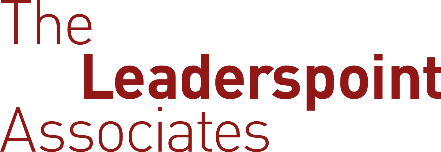 The
Leaderspoint
Associates